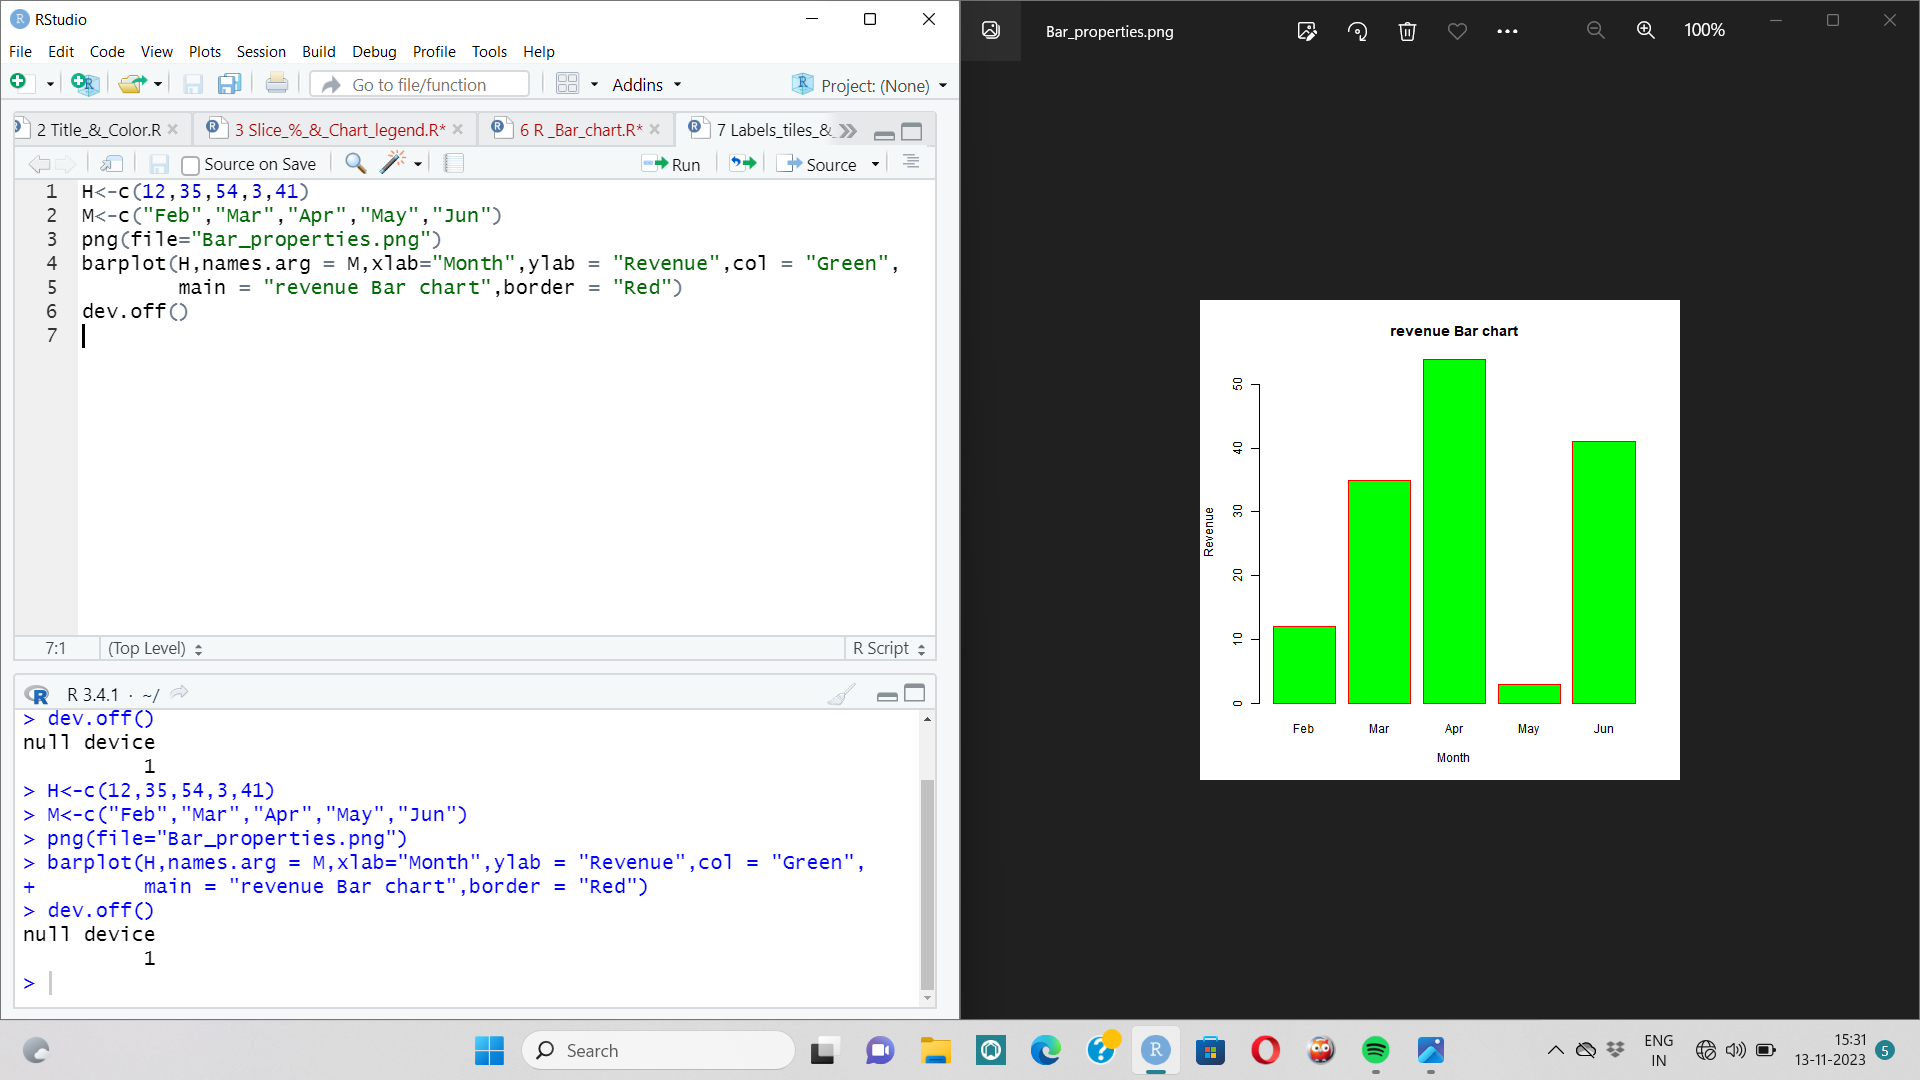 RStudio
File Edit Code View Plots Session Build Debug Profile Tools Help
Go to file/function Addins Project: (None)
2 Title_&_Color.R 3 Slice_%_&_Chart_legend.R* 6 R _Bar_chart.R* 7 Labels_tiles_&_
Source on Save Run Source
1 H<-c(12,35,54,3,41)
2 M<-c("Feb","Mar","Apr","May","Jun")
3 png(file="Bar_properties.png")
4 barplot(H,names.arg = M,xlab="Month",ylab = "Revenue",col = "Green",
5         main = "revenue Bar chart",border = "Red")
6 dev.off()
7
7:1 (Top Level) R Script
R 3.4.1 · ~/
> dev.off()
null device
          1
> H<-c(12,35,54,3,41)
> M<-c("Feb","Mar","Apr","May","Jun")
> png(file="Bar_properties.png")
> barplot(H,names.arg = M,xlab="Month",ylab = "Revenue",col = "Green",
+         main = "revenue Bar chart",border = "Red")
> dev.off()
null device
          1
>
Bar_properties.png 100%
revenue Bar chart
50
40
30
20
10
0
Revenue
Feb Mar Apr May Jun
Month
Search
ENG
IN
15:31
13-11-2023
5